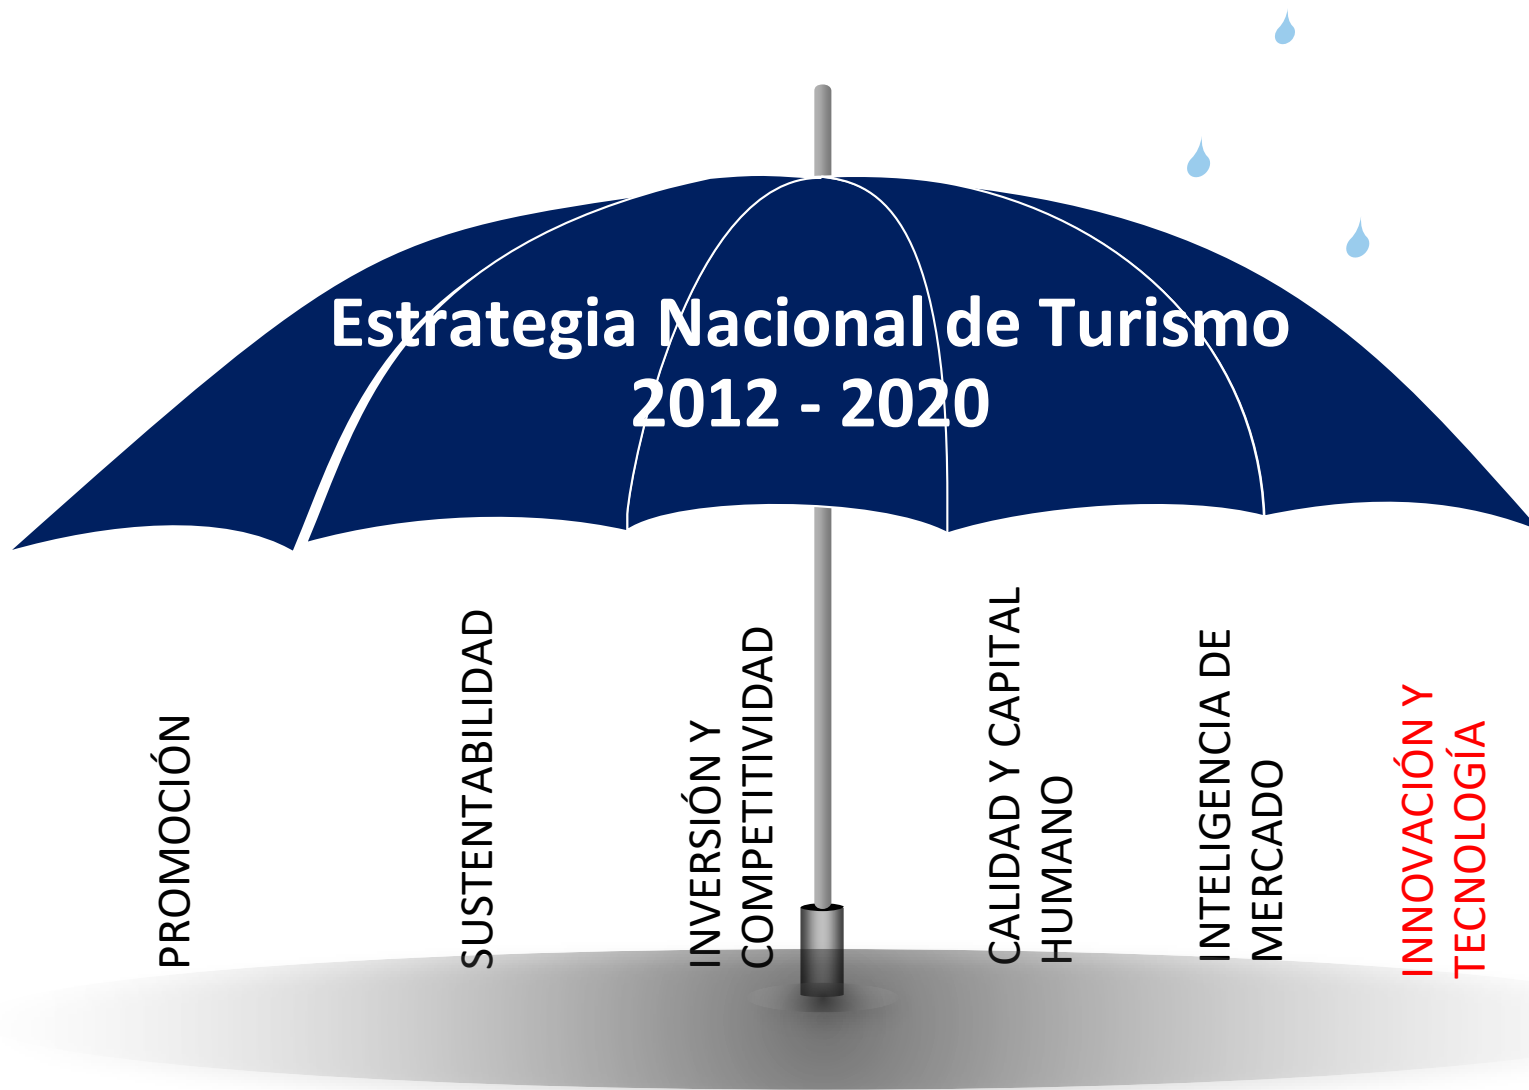 Estrategia Nacional de Turismo
2012 - 2020
PROMOCIÓN
SUSTENTABILIDAD
INVERSIÓN Y
COMPETITIVIDAD
CALIDAD Y CAPITAL
HUMANO
INTELIGENCIA DE
MERCADO
INNOVACIÓN Y
TECNOLOGÍA